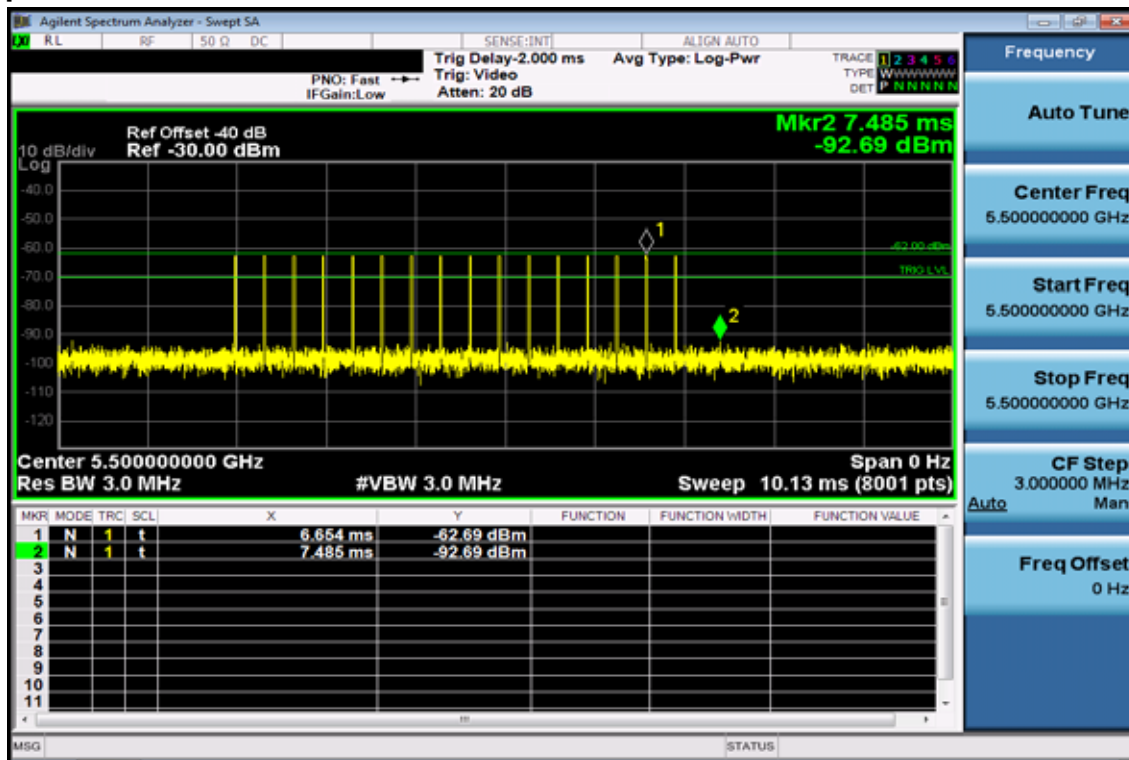 Agilent Spectrum Analyzer - Swept SA
LXI RL RF 50 Ω DC SENSE:INT ALIGN AUTO
Frequency
Trig Delay-2.000 ms Avg Type: Log-Pwr TRACE 1 2 3 4 5 6
PNO: Fast Trig: Video TYPE WWWWWW
IFGain:Low Atten: 20 dB DET P N N N N N
Auto Tune
Mkr2 7.485 ms
Ref Offset -40 dB
10 dB/div Ref -30.00 dBm -92.69 dBm
Log
-40.0
-50.0
1
-60.0
-62.00 dBm
-70.0
TRIG LVL
-80.0
2
-90.0
-100
-110
-120
Center Freq
5.500000000 GHz
Start Freq
5.500000000 GHz
Stop Freq
5.500000000 GHz
Center 5.500000000 GHz Span 0 Hz
Res BW 3.0 MHz #VBW 3.0 MHz Sweep 10.13 ms (8001 pts)
CF Step
3.000000 MHz
Auto Man
Freq Offset
0 Hz
MKR MODE TRC SCL X Y FUNCTION FUNCTION WIDTH FUNCTION VALUE
1 N 1 t 6.654 ms -62.69 dBm
2 N 1 t 7.485 ms -92.69 dBm
3
4
5
6
7
8
9
10
11
MSG STATUS